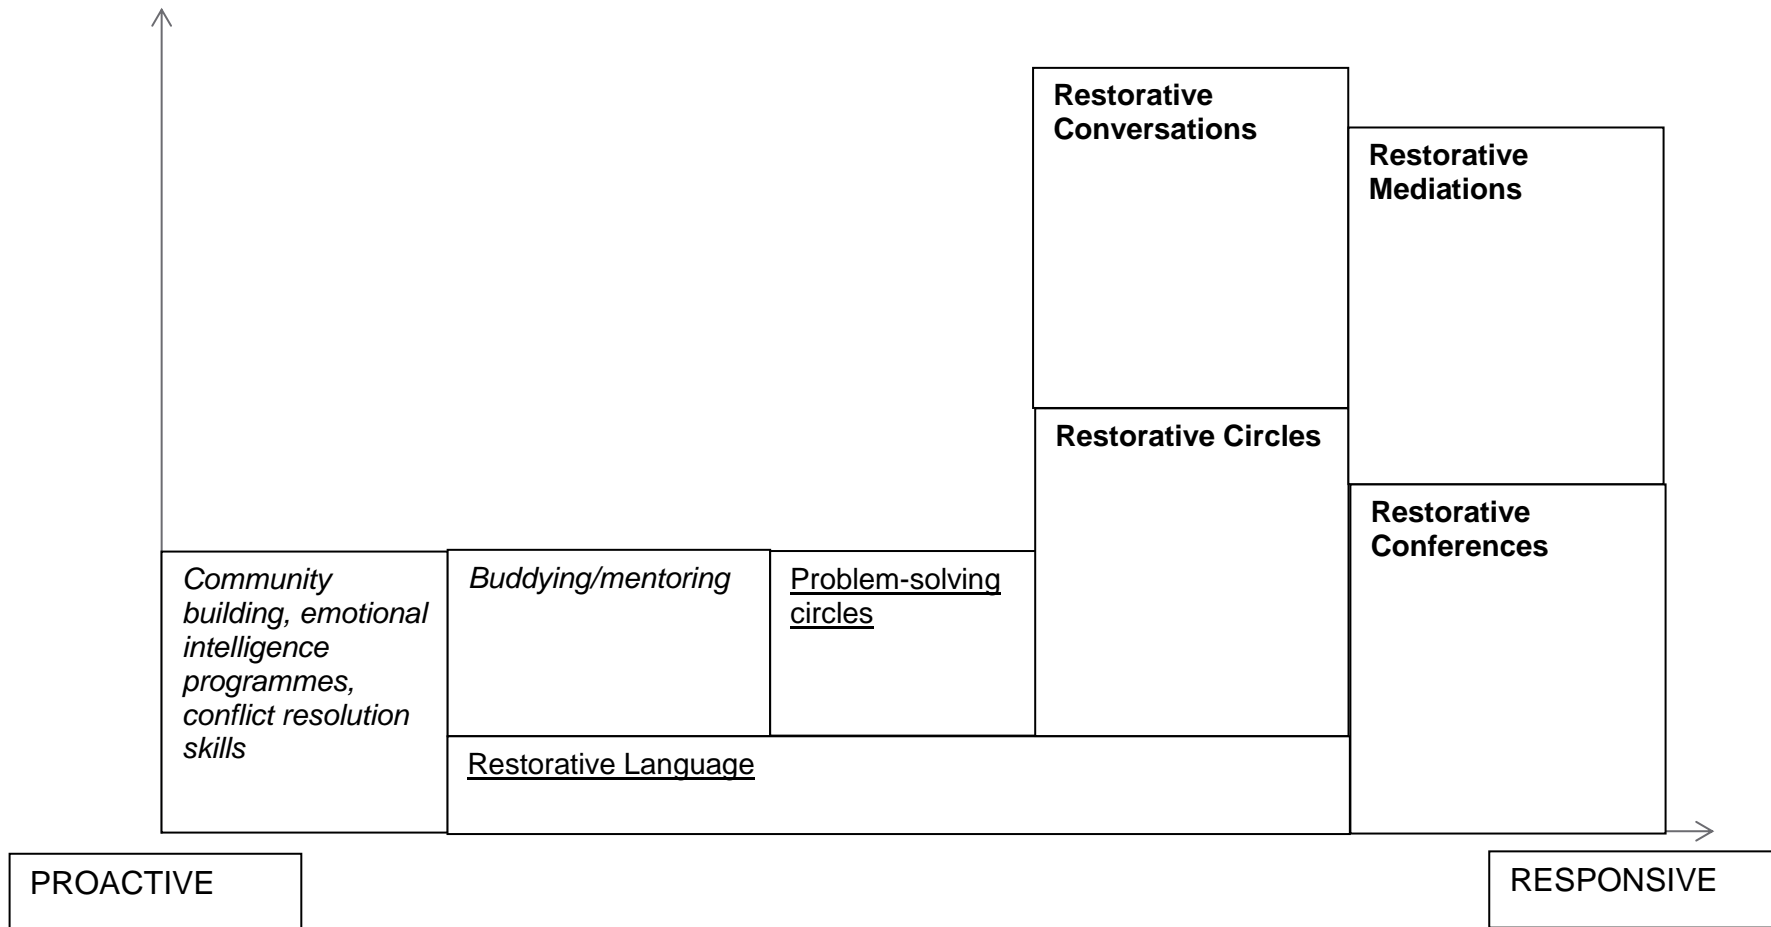 Restorative
Conversations
Restorative
Mediations
Restorative Circles
Restorative
Conferences
Community
building, emotional
intelligence
programmes,
conflict resolution
skills
Buddying/mentoring
Problem-solving
circles
Restorative Language
PROACTIVE
RESPONSIVE